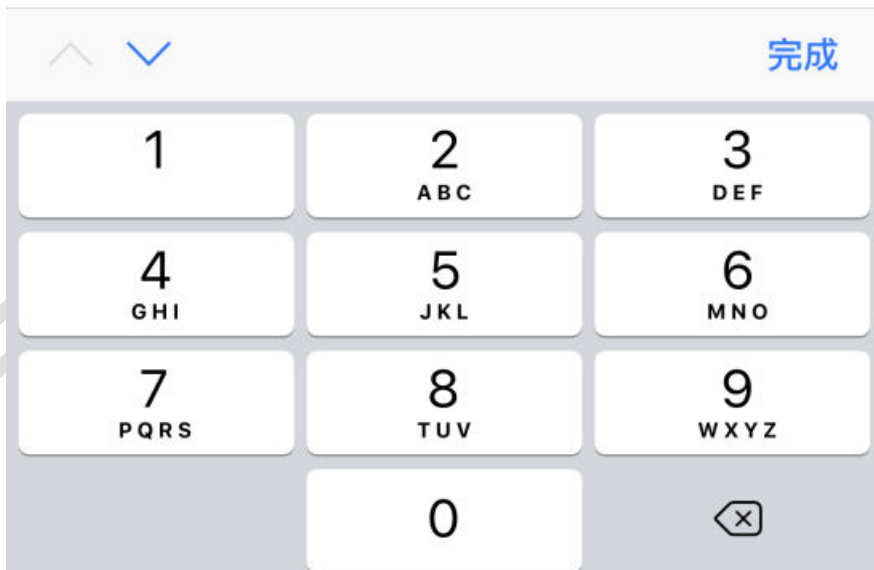 完成
1 2 3
ABC DEF
4 5 6
GHI JKL MNO
7 8 9
PQRS TUV WXYZ
0